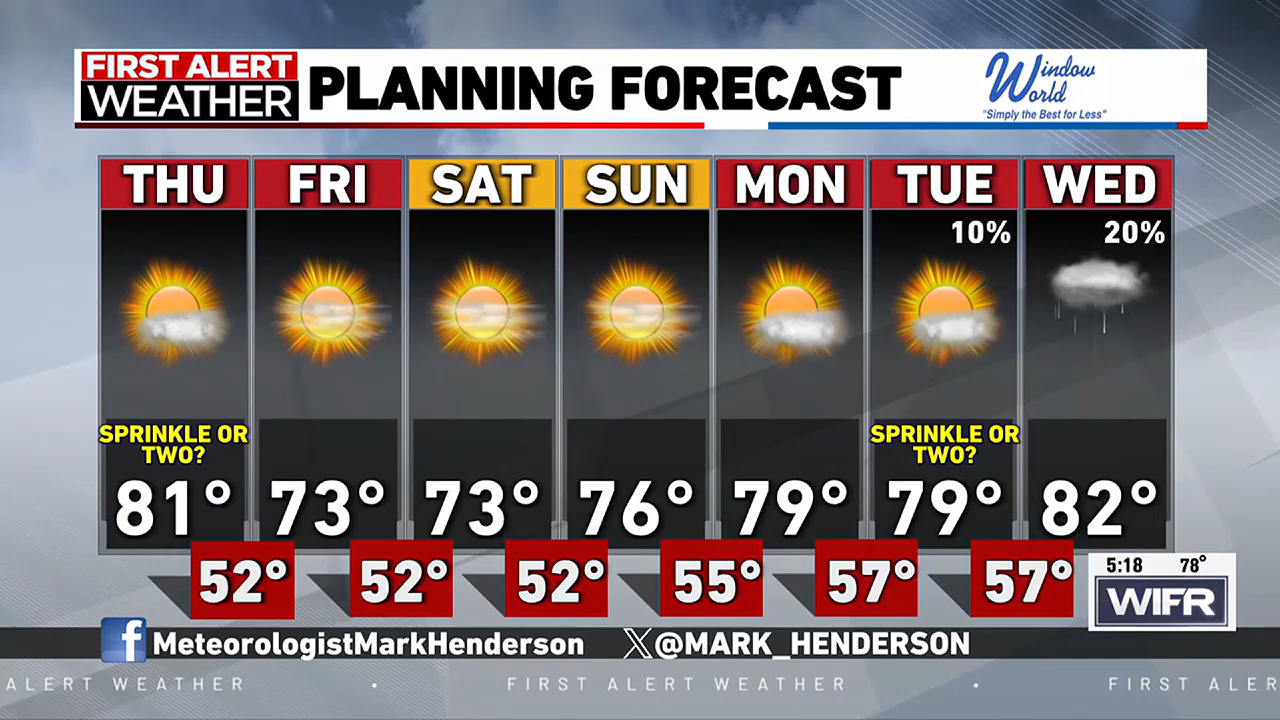 FIRST ALERT
WEATHER
PLANNING FORECAST
Window
World
"Simply the Best for Less"
THU FRI SAT SUN MON TUE WED
10% 20%
SPRINKLE OR
TWO?
SPRINKLE OR
TWO?
81° 73° 73° 76° 79° 79° 82°
52° 52° 52° 55° 57° 57°
5:18 78°
WIFR
f MeteorologistMarkHenderson X @MARK_HENDERSON
ALERT WEATHER · FIRST ALERT WEATHER · FIRST ALER